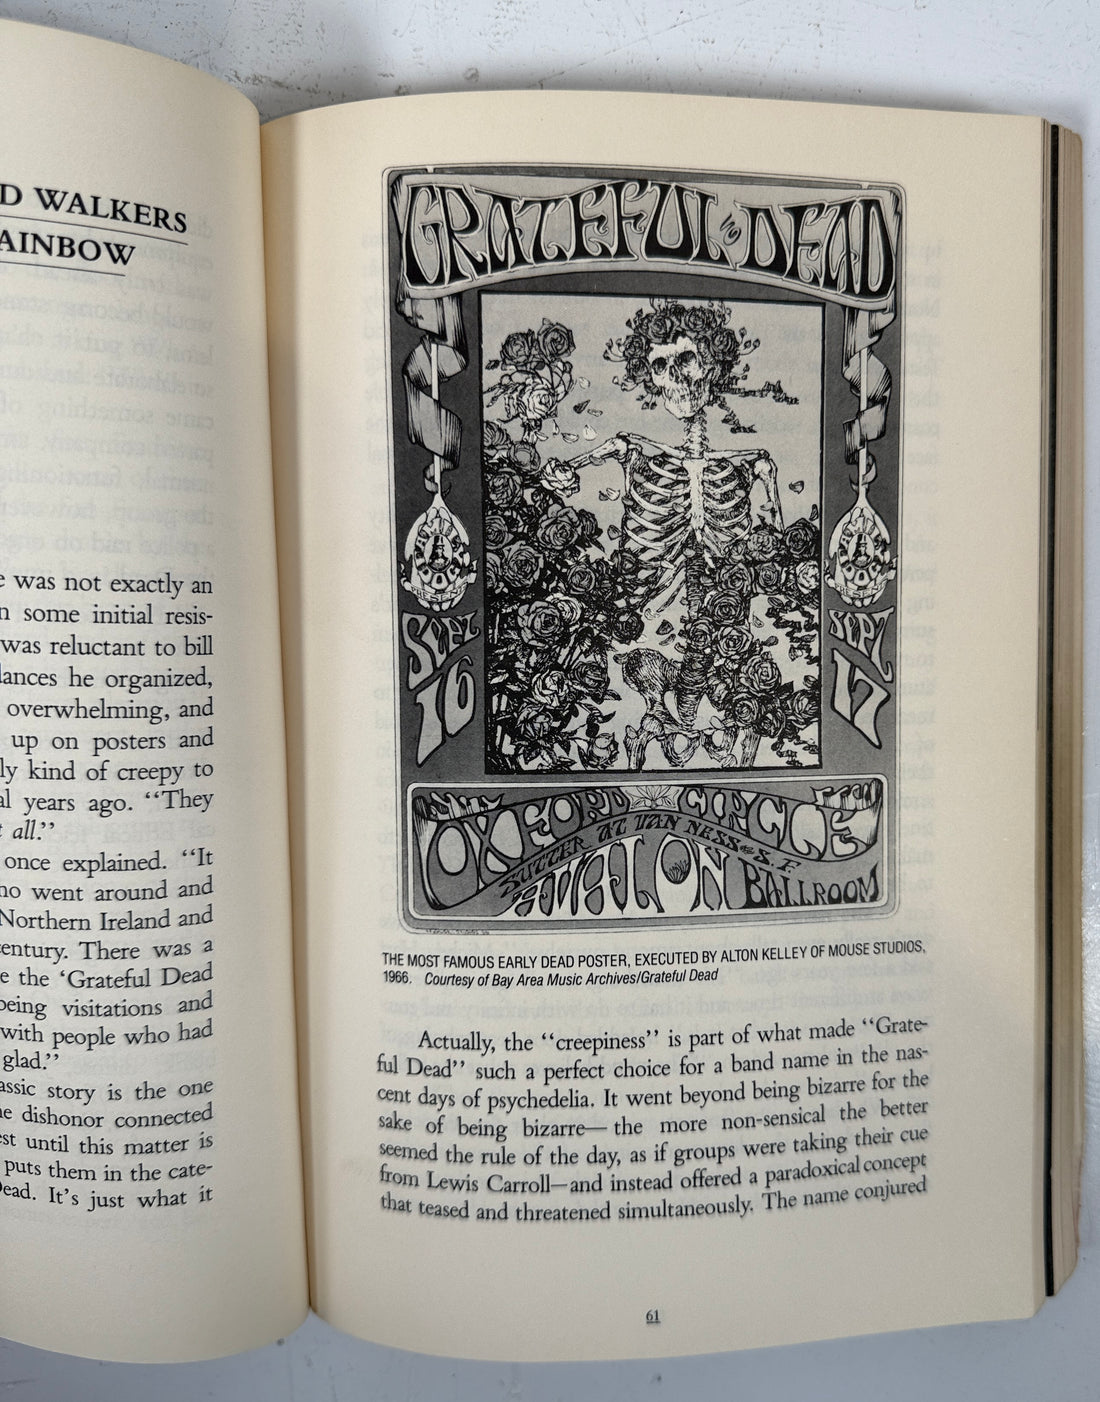 D WALKERS
AINBOW
e was not exactly an
n some initial resis-
was reluctant to bill
lances he organized,
overwhelming, and
up on posters and
ly kind of creepy to
al years ago. “They
t all.”
once explained. “It
ho went around and
Northern Ireland and
entury. There was a
e the ‘Grateful Dead
being visitations and
with people who had
glad.”
assic story is the one
ne dishonor connected
est until this matter is
puts them in the cate-
Dead. It’s just what it
GRATEFUL DEAD
FAMILY DOG
FAMILY DOG
SEPT 16
SEPT 17
OXFORD CIRCLE
SUTTER AT VAN NESS S.F.
AVALON BALLROOM
THE MOST FAMOUS EARLY DEAD POSTER, EXECUTED BY ALTON KELLEY OF MOUSE STUDIOS,
1966. Courtesy of Bay Area Music Archives/Grateful Dead
Actually, the “creepiness” is part of what made “Grate-
ful Dead” such a perfect choice for a band name in the nas-
cent days of psychedelia. It went beyond being bizarre for the
sake of being bizarre—the more non-sensical the better
seemed the rule of the day, as if groups were taking their cue
from Lewis Carroll—and instead offered a paradoxical concept
that teased and threatened simultaneously. The name conjured
61